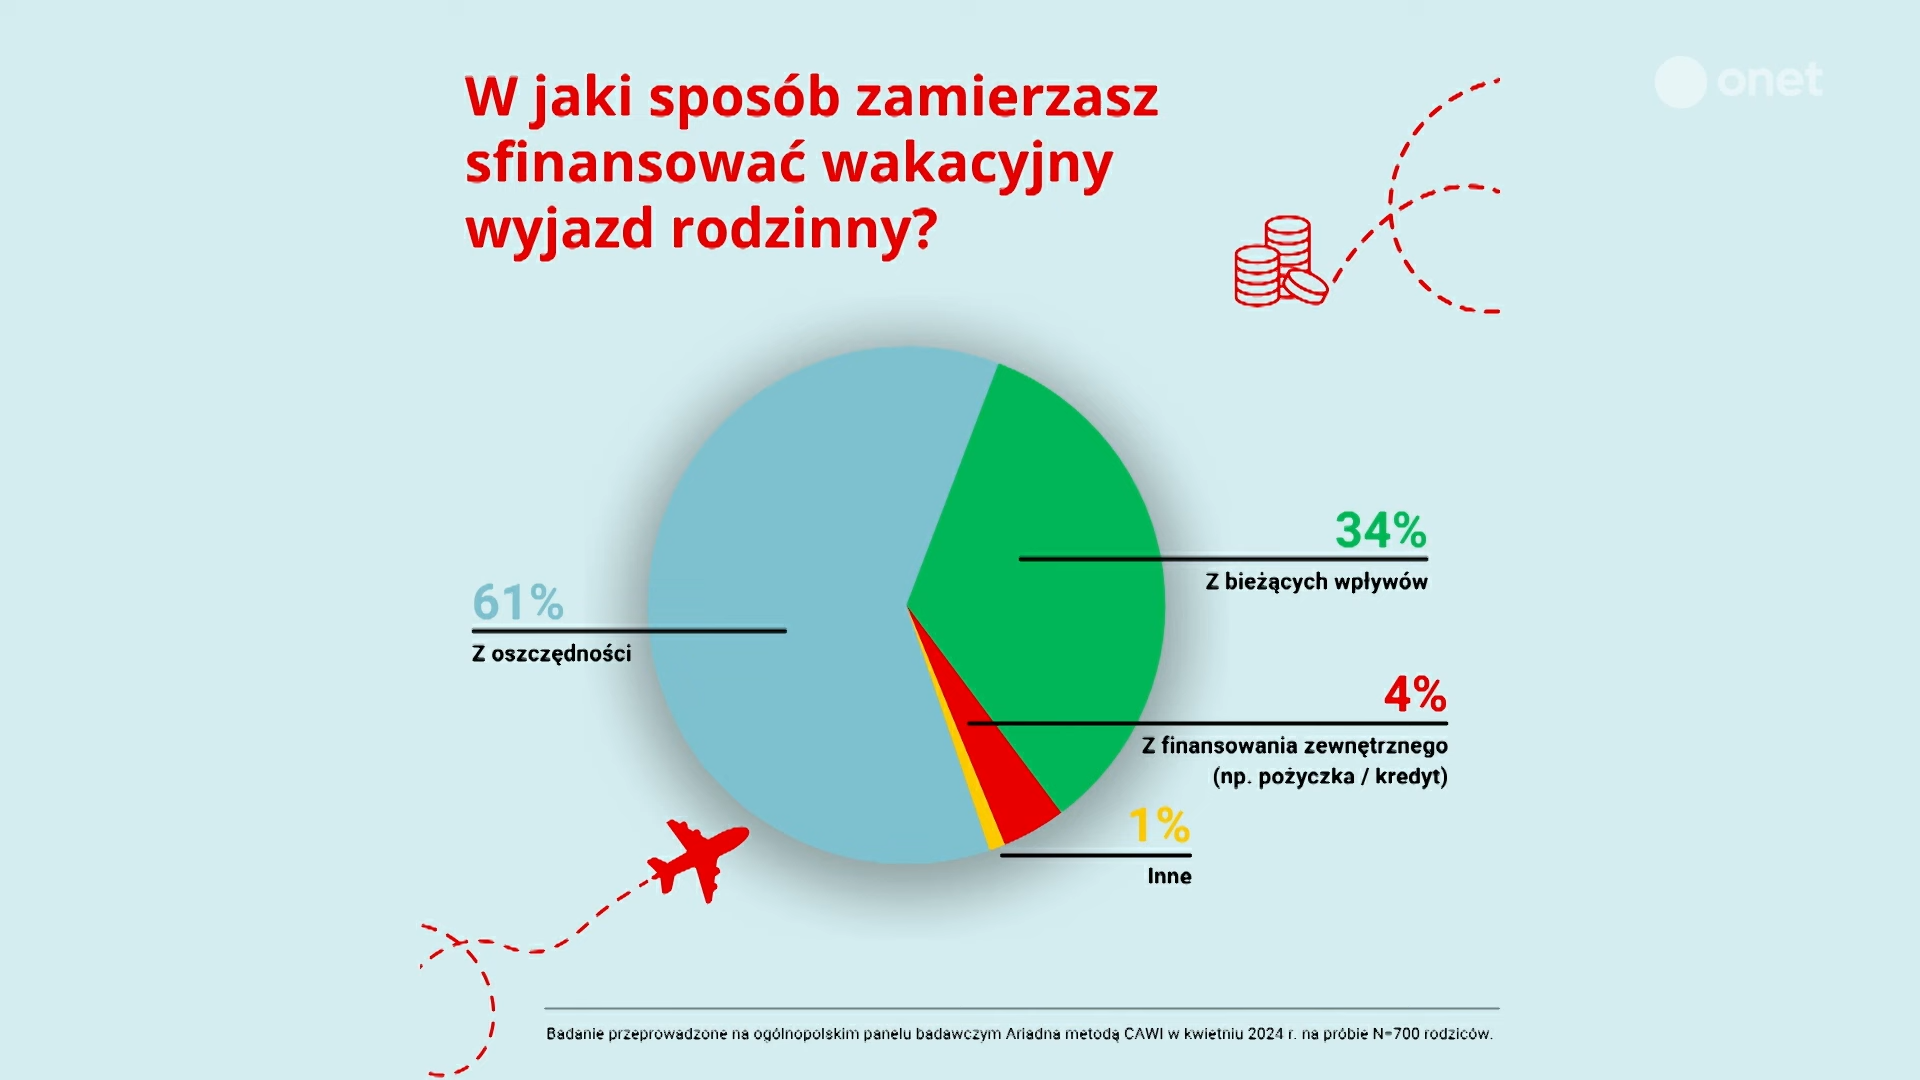 onet
W jaki sposób zamierzasz
sfinansować wakacyjny
wyjazd rodzinny?
34%
Z bieżących wpływów
61%
Z oszczędności
4%
Z finansowania zewnętrznego
(np. pożyczka / kredyt)
1%
Inne
Badanie przeprowadzone na ogólnopolskim panelu badawczym Ariadna metodą CAWI w kwietniu 2024 r. na próbie N=700 rodziców.